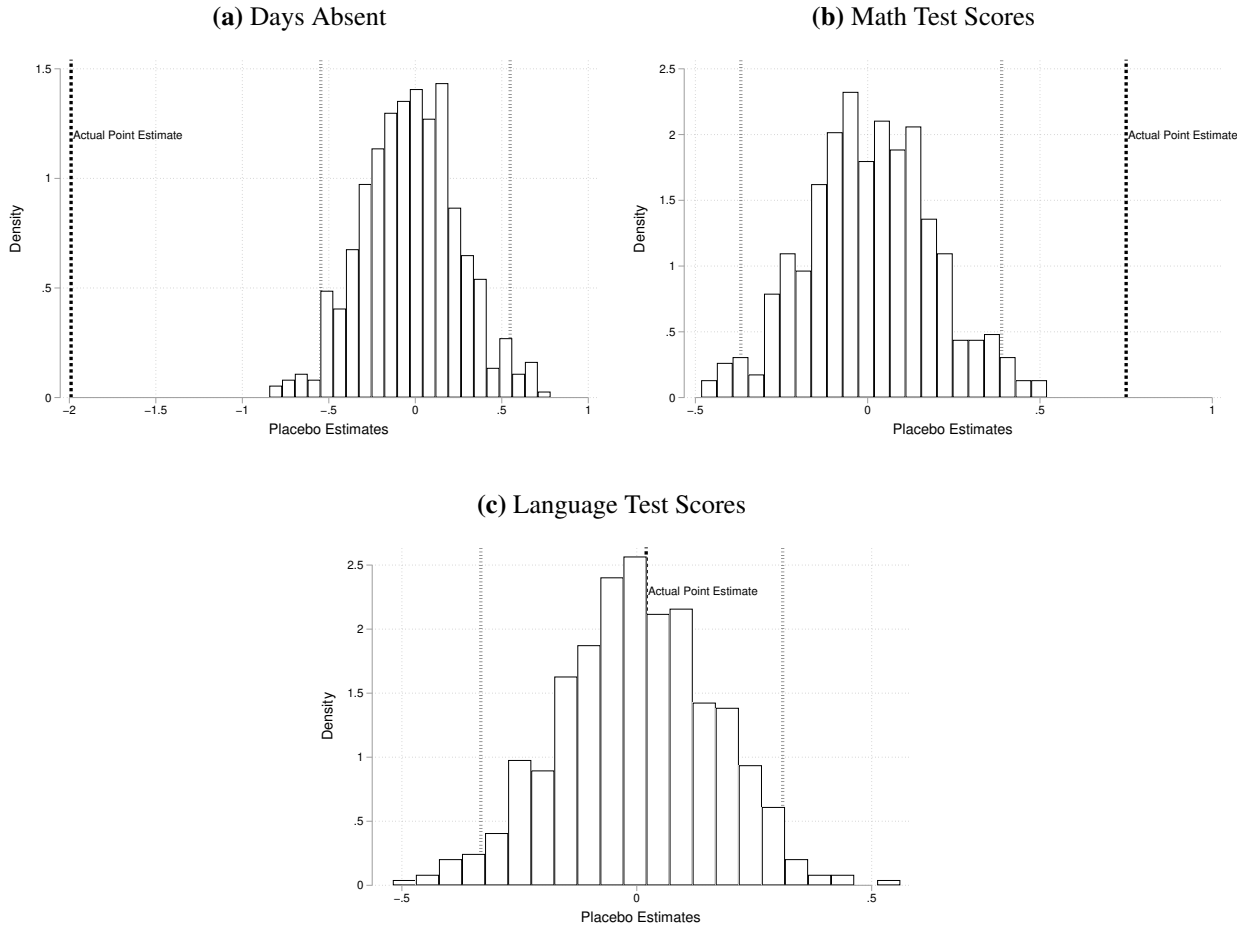 (a) Days Absent
1.5
1
.5
0
Density
Actual Point Estimate
−2 −1.5 −1 −.5 0 .5 1
Placebo Estimates
(b) Math Test Scores
2.5
2
1.5
1
.5
0
Density
Actual Point Estimate
−.5 0 .5 1
Placebo Estimates
(c) Language Test Scores
2.5
2
1.5
1
.5
0
Density
Actual Point Estimate
−.5 0 .5
Placebo Estimates